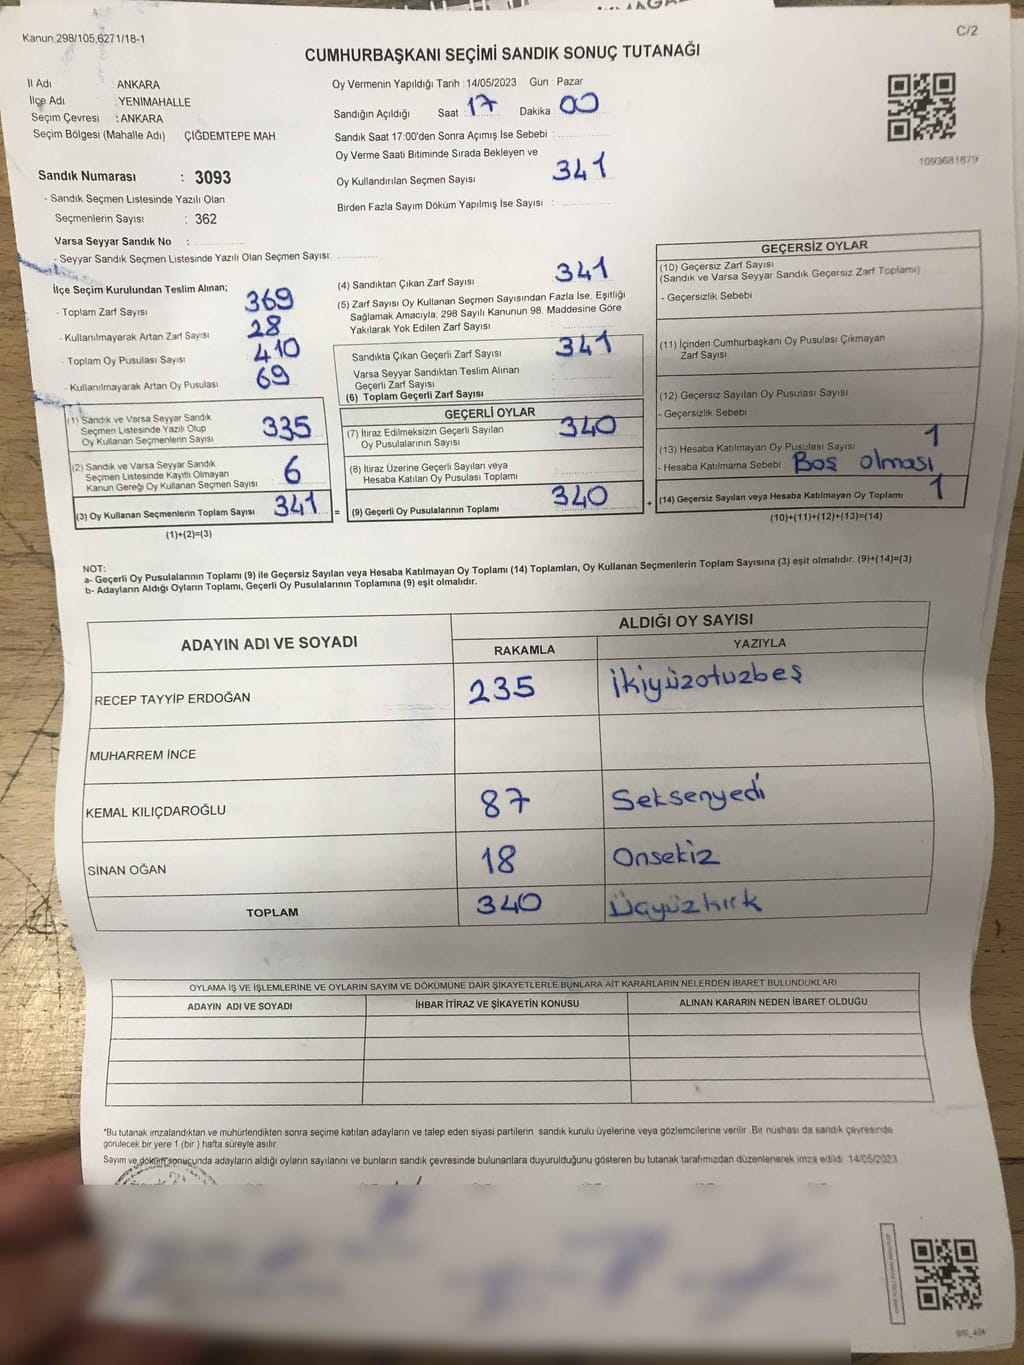 Kanun;298/105,6271/18-1
C/2
CUMHURBAŞKANI SEÇİMİ SANDIK SONUÇ TUTANAĞI
İl Adı : ANKARA
İlçe Adı : YENİMAHALLE
Seçim Çevresi : ANKARA
Seçim Bölgesi (Mahalle Adı) ÇİĞDEMTEPE MAH.
Sandık Numarası : 3093
- Sandık Seçmen Listesinde Yazılı Olan
Seçmenlerin Sayısı : 362
Varsa Seyyar Sandık No :
- Seyyar Sandık Seçmen Listesinde Yazılı Olan Seçmen Sayısı:
Oy Vermenin Yapıldığı Tarih : 14/05/2023 Gün : Pazar
Sandığın Açıldığı Saat 17 Dakika 00
Sandık Saat 17:00'den Sonra Açımış İse Sebebi :
Oy Verme Saati Bitiminde Sırada Bekleyen ve
Oy Kullandırılan Seçmen Sayısı 341
Birden Fazla Sayım Döküm Yapılmış İse Sayısı :
1093681879
İlçe Seçim Kurulundan Teslim Alınan;
- Toplam Zarf Sayısı 369
- Kullanılmayarak Artan Zarf Sayısı 28
- Toplam Oy Pusulası Sayısı 410
- Kullanılmayarak Artan Oy Pusulası 69
(1) Sandık ve Varsa Seyyar Sandık
Seçmen Listesinde Yazılı Olup
Oy Kullanan Seçmenlerin Sayısı 335
(2) Sandık ve Varsa Seyyar Sandık
Seçmen Listesinde Kayıtlı Olmayan
Kanun Gereği Oy Kullanan Seçmen Sayısı 6
(3) Oy Kullanan Seçmenlerin Toplam Sayısı 341 =
(1)+(2)=(3)
(4) Sandıktan Çıkan Zarf Sayısı 341
(5) Zarf Sayısı Oy Kullanan Seçmen Sayısından Fazla İse, Eşitliği
Sağlamak Amacıyla; 298 Sayılı Kanunun 98. Maddesine Göre
Yakılarak Yok Edilen Zarf Sayısı
Sandıkta Çıkan Geçerli Zarf Sayısı 341
Varsa Seyyar Sandıktan Teslim Alınan
Geçerli Zarf Sayısı
(6) Toplam Geçerli Zarf Sayısı
GEÇERLİ OYLAR
(7) İtiraz Edilmeksizin Geçerli Sayılan
Oy Pusulalarının Sayısı 340
(8) İtiraz Üzerine Geçerli Sayılan veya
Hesaba Katılan Oy Pusulası Toplamı
(9) Geçerli Oy Pusulalarının Toplamı 340 +
GEÇERSİZ OYLAR
(10) Geçersiz Zarf Sayısı
(Sandık ve Varsa Seyyar Sandık Geçersiz Zarf Toplamı)
- Geçersizlik Sebebi
(11) İçinden Cumhurbaşkanı Oy Pusulası Çıkmayan
Zarf Sayısı
(12) Geçersiz Sayılan Oy Pusulası Sayısı
- Geçersizlik Sebebi
(13) Hesaba Katılmayan Oy Pusulası Sayısı 1
- Hesaba Katılmama Sebebi Boş olması
(14) Geçersiz Sayılan veya Hesaba Katılmayan Oy Toplamı 1
(10)+(11)+(12)+(13)=(14)
NOT:
a- Geçerli Oy Pusulalarının Toplamı (9) ile Geçersiz Sayılan veya Hesaba Katılmayan Oy Toplamı (14) Toplamları, Oy Kullanan Seçmenlerin Toplam Sayısına (3) eşit olmalıdır. (9)+(14)=(3)
b- Adayların Aldığı Oyların Toplamı, Geçerli Oy Pusulalarının Toplamına (9) eşit olmalıdır.
ADAYIN ADI VE SOYADI ALDIĞI OY SAYISI
RAKAMLA YAZIYLA
RECEP TAYYİP ERDOĞAN 235 İkiyüzotuzbeş
MUHARREM İNCE
KEMAL KILIÇDAROĞLU 87 Seksenyedi
SİNAN OĞAN 18 Onsekiz
TOPLAM 340 Üçyüzkırk
OYLAMA İŞ VE İŞLEMLERİNE VE OYLARIN SAYIM VE DÖKÜMÜNE DAİR ŞİKAYETLERLE BUNLARA AİT KARARLARIN NELERDEN İBARET BULUNDUKLARI
ADAYIN ADI VE SOYADI İHBAR İTİRAZ VE ŞİKAYETİN KONUSU ALINAN KARARIN NEDEN İBARET OLDUĞU
*Bu tutanak imzalandıktan ve mühürlendikten sonra seçime katılan adayların ve talep eden siyasi partilerin sandık kurulu üyelerine veya gözlemcilerine verilir .Bir nüshası da sandık çevresinde
görülecek bir yere 1 (bir ) hafta süreyle asılır.
Sayım ve döküm sonucunda adayların aldığı oyların sayılarını ve bunların sandık çevresinde bulunanlara duyurulduğunu gösteren bu tutanak tarafımızdan düzenlenerek imza edildi. 14/05/2023